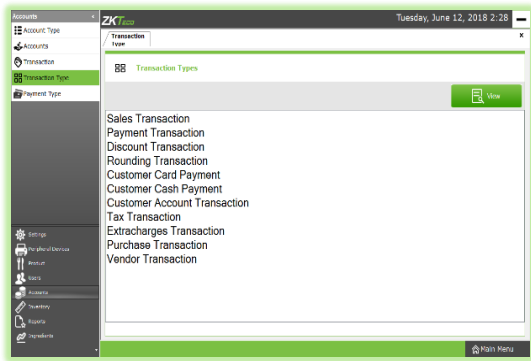 Accounts
Account Type
Accounts
Transaction
Transaction Type
Payment Type
Settings
Peripheral Devices
Product
Users
Accounts
Inventory
Reports
Ingredients
ZKTeco
Tuesday, June 12, 2018 2:28
Transaction
Type
x
Transaction Types
View
Sales Transaction
Payment Transaction
Discount Transaction
Rounding Transaction
Customer Card Payment
Customer Cash Payment
Customer Account Transaction
Tax Transaction
Extracharges Transaction
Purchase Transaction
Vendor Transaction
Main Menu